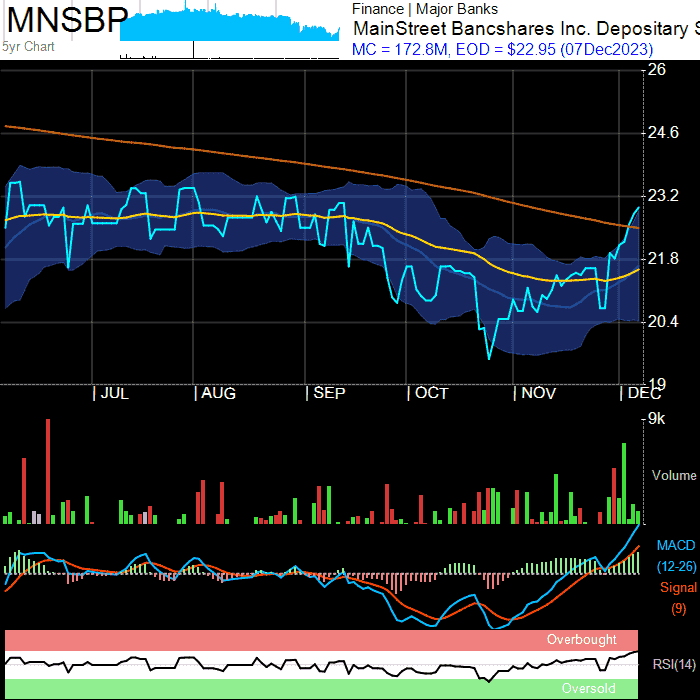 MNSBP
5yr Chart
Finance | Major Banks
MainStreet Bancshares Inc. Depositary S
MC = 172.8M, EOD = $22.95 (07Dec2023)
26
24.6
23.2
21.8
20.4
19
JUL
AUG
SEP
OCT
NOV
DEC
9k
Volume
MACD
(12-26)
Signal
(9)
Overbought
RSI(14)
Oversold